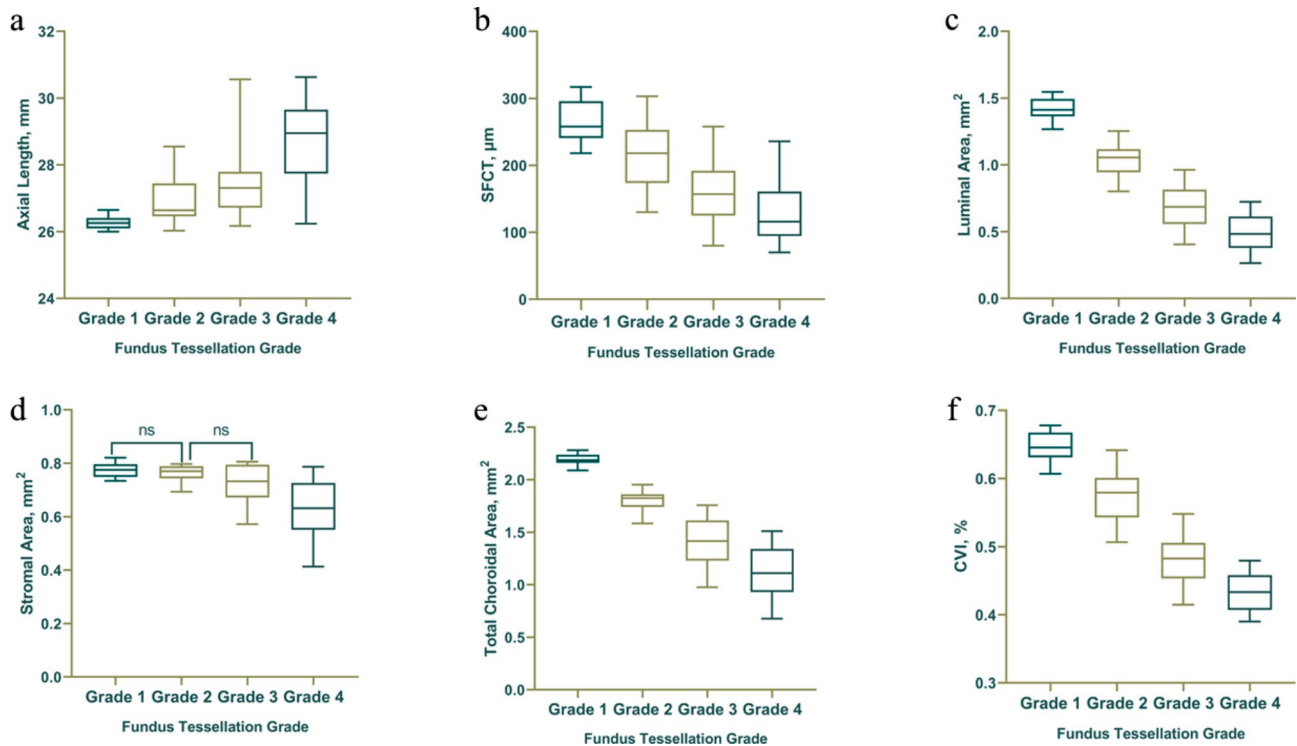 a
Axial Length, mm
32
30
28
26
24
Grade 1 Grade 2 Grade 3 Grade 4
Fundus Tessellation Grade
b
SFCT, μm
400
300
200
100
0
Grade 1 Grade 2 Grade 3 Grade 4
Fundus Tessellation Grade
c
Luminal Area, mm²
2.0
1.5
1.0
0.5
0.0
Grade 1 Grade 2 Grade 3 Grade 4
Fundus Tessellation Grade
d
Stromal Area, mm²
1.0
0.8
0.6
0.4
0.2
0.0
ns ns
Grade 1 Grade 2 Grade 3 Grade 4
Fundus Tessellation Grade
e
Total Choroidal Area, mm²
2.5
2.0
1.5
1.0
0.5
0.0
Grade 1 Grade 2 Grade 3 Grade 4
Fundus Tessellation Grade
f
CVI, %
0.7
0.6
0.5
0.4
0.3
Grade 1 Grade 2 Grade 3 Grade 4
Fundus Tessellation Grade